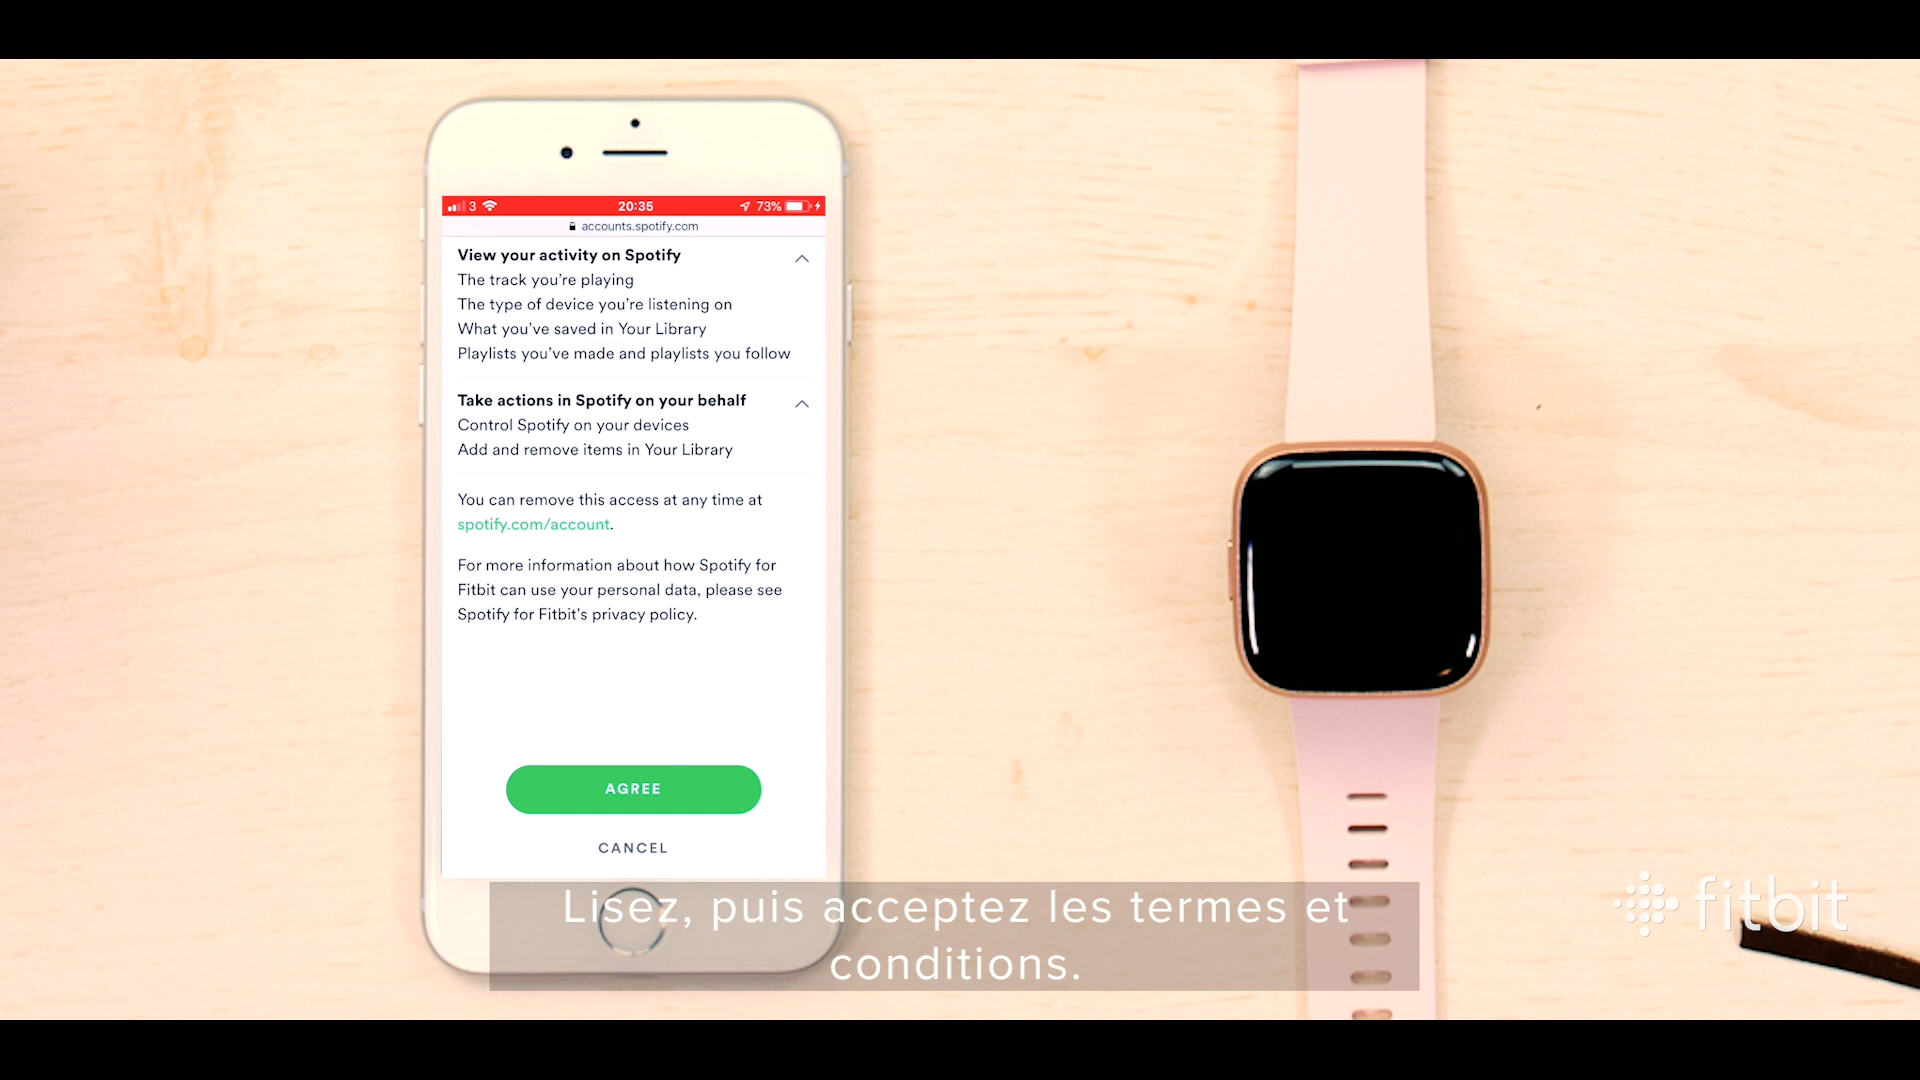 3 20:35 73%
accounts.spotify.com
View your activity on Spotify
The track you’re playing
The type of device you’re listening on
What you’ve saved in Your Library
Playlists you’ve made and playlists you follow
Take actions in Spotify on your behalf
Control Spotify on your devices
Add and remove items in Your Library
You can remove this access at any time at
spotify.com/account.
For more information about how Spotify for
Fitbit can use your personal data, please see
Spotify for Fitbit’s privacy policy.
AGREE
CANCEL
fitbit
Lisez, puis acceptez les termes et
conditions.